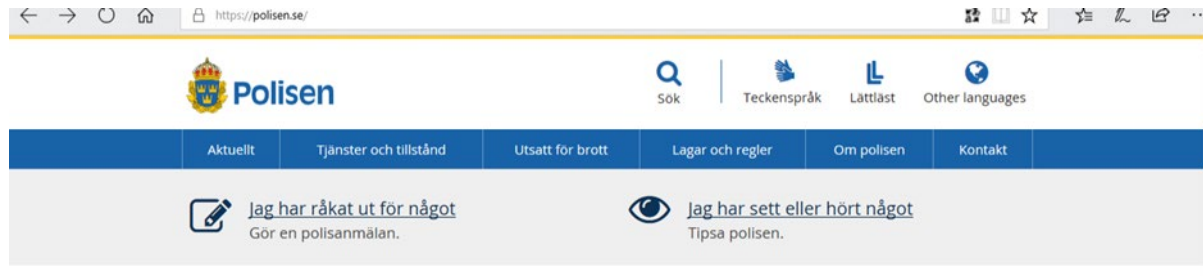 https://polisen.se/
Polisen
Sök
Teckenspråk
Lättläst
Other languages
Aktuellt
Tjänster och tillstånd
Utsatt för brott
Lagar och regler
Om polisen
Kontakt
Jag har råkat ut för något
Gör en polisanmälan.
Jag har sett eller hört något
Tipsa polisen.